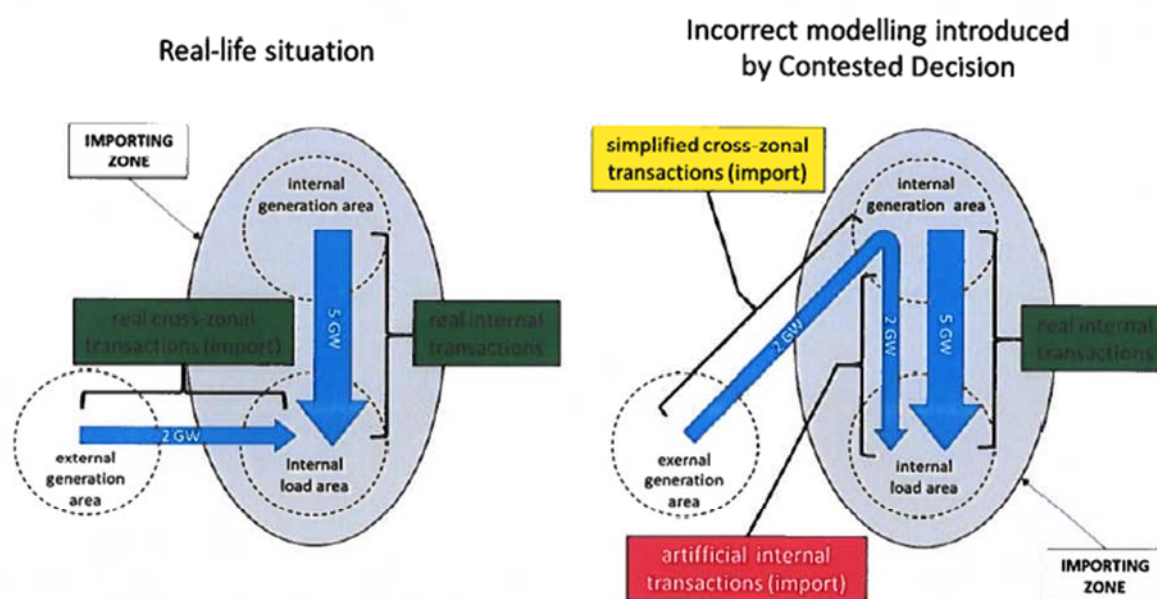 Real-life situation
IMPORTING
ZONE
internal
generation area
5 GW
real cross-zonal
transactions (import)
real internal
transactions
2 GW
external
generation
area
Internal
load area
Incorrect modelling introduced
by Contested Decision
simplified cross-zonal
transactions (import)
internal
generation area
2 GW
2 GW
5 GW
real internal
transactions
exernal
generation
area
internal
load area
artifficial internal
transactions (import)
IMPORTING
ZONE